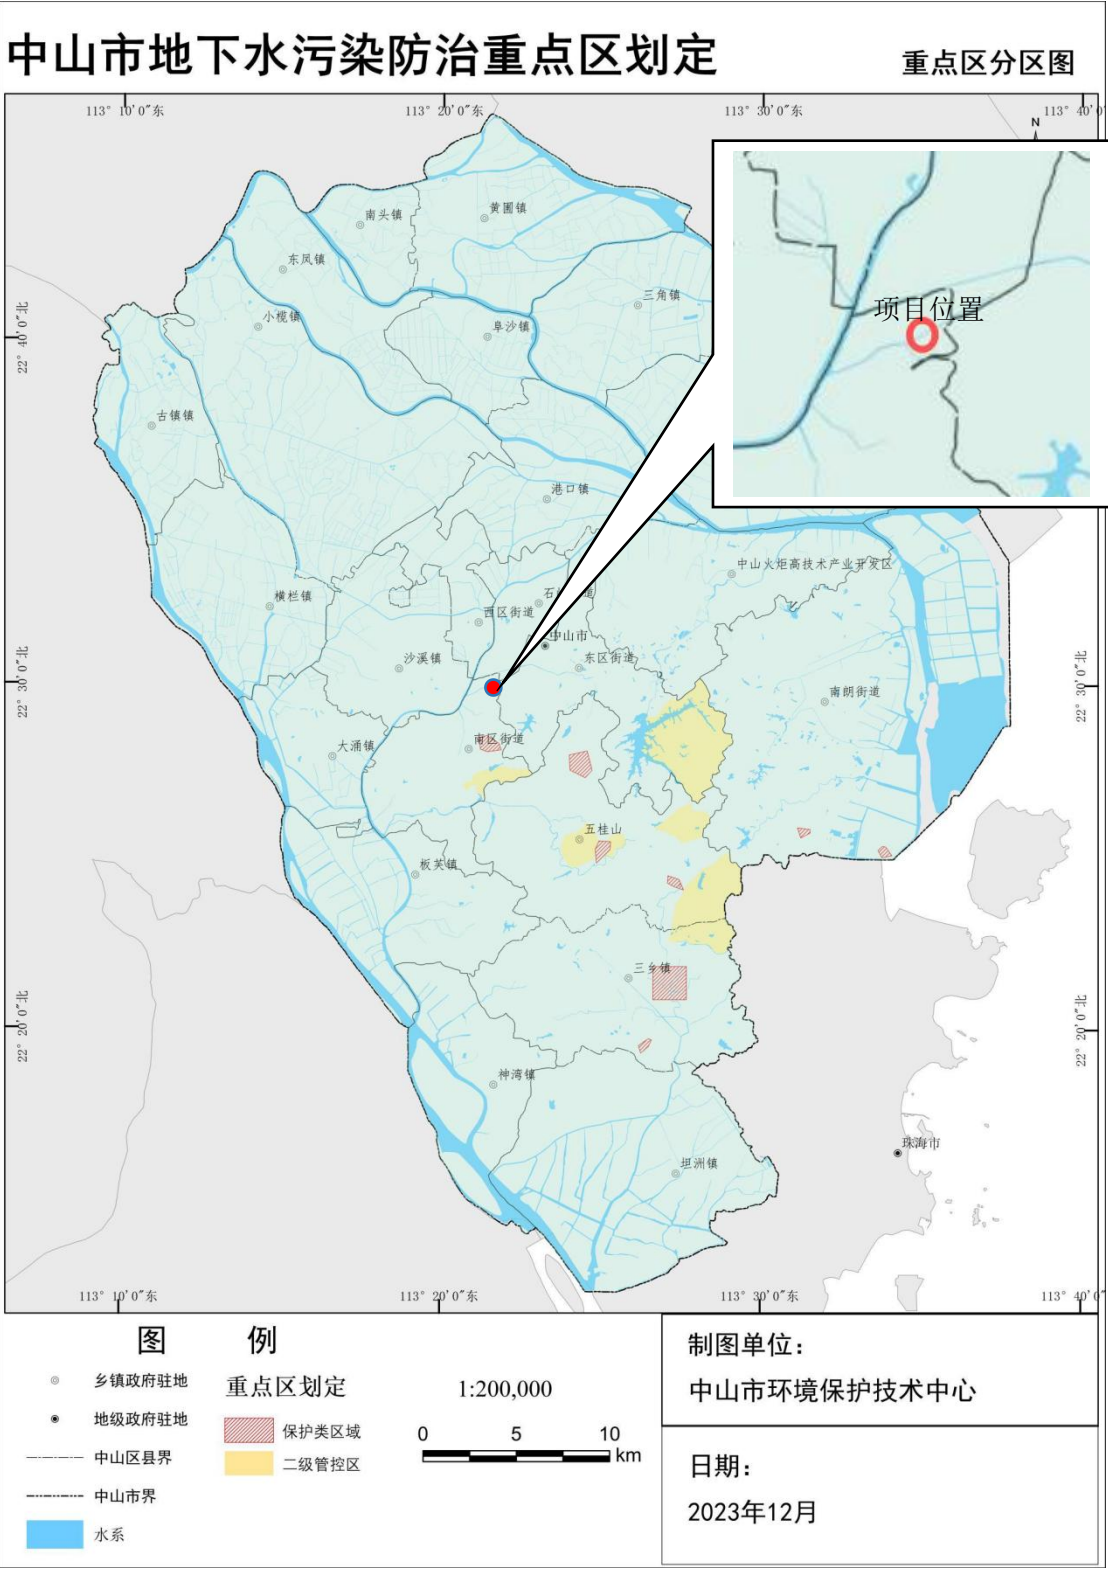 中山市地下水污染防治重点区划定
重点区分区图
113° 10′0″东
113° 20′0″东
113° 30′0″东
113° 40′0″
N
项目位置
南头镇
黄圃镇
东凤镇
三角镇
小榄镇
阜沙镇
22° 40′0″北
古镇镇
港口镇
中山火炬高技术产业开发区
横栏镇
西区街道
中山市
沙溪镇
东区街道
22° 30′0″北
22° 30′0″北
南朗街道
大涌镇
南区街道
五桂山
板芙镇
三乡镇
22° 20′0″北
22° 20′0″北
神湾镇
珠海市
坦洲镇
113° 10′0″东
113° 20′0″东
113° 30′0″东
113° 40′0″
图 例
乡镇政府驻地
地级政府驻地
中山区县界
中山市界
水系
重点区划定
保护类区域
二级管控区
1:200,000
0 5 10
km
制图单位：
中山市环境保护技术中心
日期：
2023年12月